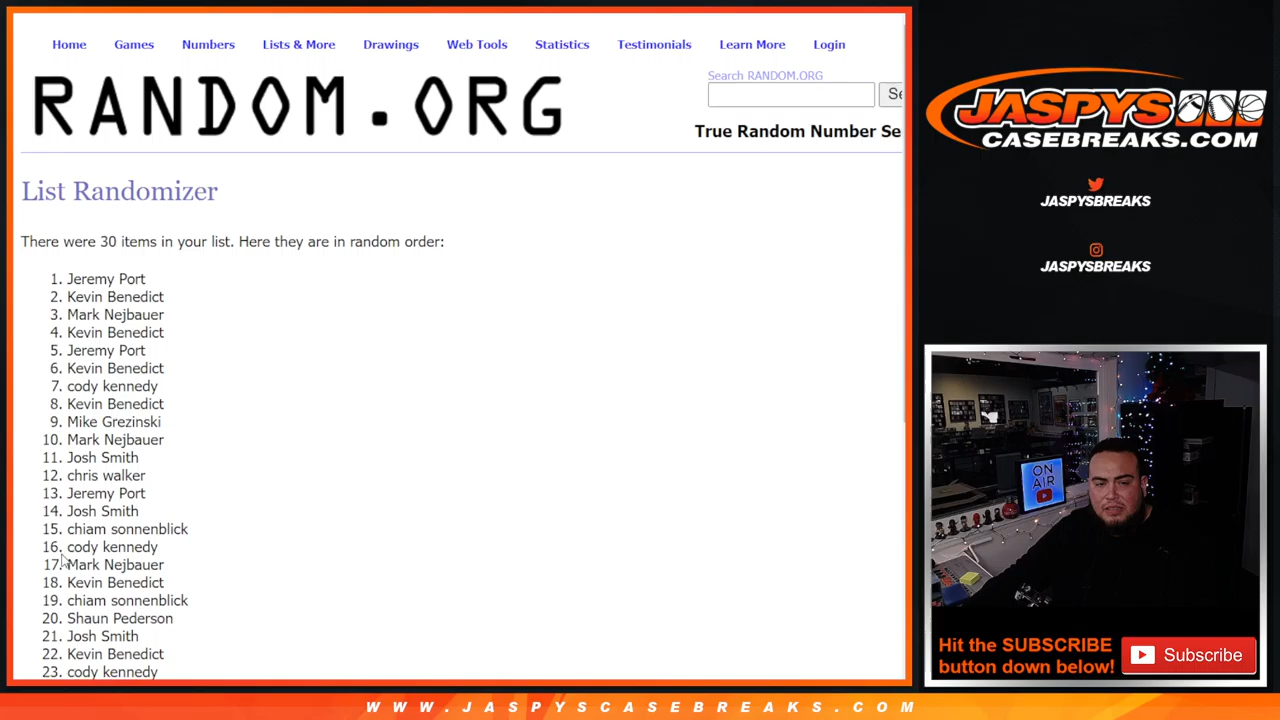 Home Games Numbers Lists & More Drawings Web Tools Statistics Testimonials Learn More Login
RANDOM.ORG
Search RANDOM.ORG
Se
True Random Number Se
List Randomizer
There were 30 items in your list. Here they are in random order:
1. Jeremy Port
2. Kevin Benedict
3. Mark Nejbauer
4. Kevin Benedict
5. Jeremy Port
6. Kevin Benedict
7. cody kennedy
8. Kevin Benedict
9. Mike Grezinski
10. Mark Nejbauer
11. Josh Smith
12. chris walker
13. Jeremy Port
14. Josh Smith
15. chiam sonnenblick
16. cody kennedy
17. Mark Nejbauer
18. Kevin Benedict
19. chiam sonnenblick
20. Shaun Pederson
21. Josh Smith
22. Kevin Benedict
23. cody kennedy
JASPYS
CASEBREAKS.COM
JASPYSBREAKS
JASPYSBREAKS
ON
AIR
Hit the SUBSCRIBE
button down below!
Subscribe
WWW.JASPYSCASEBREAKS.COM